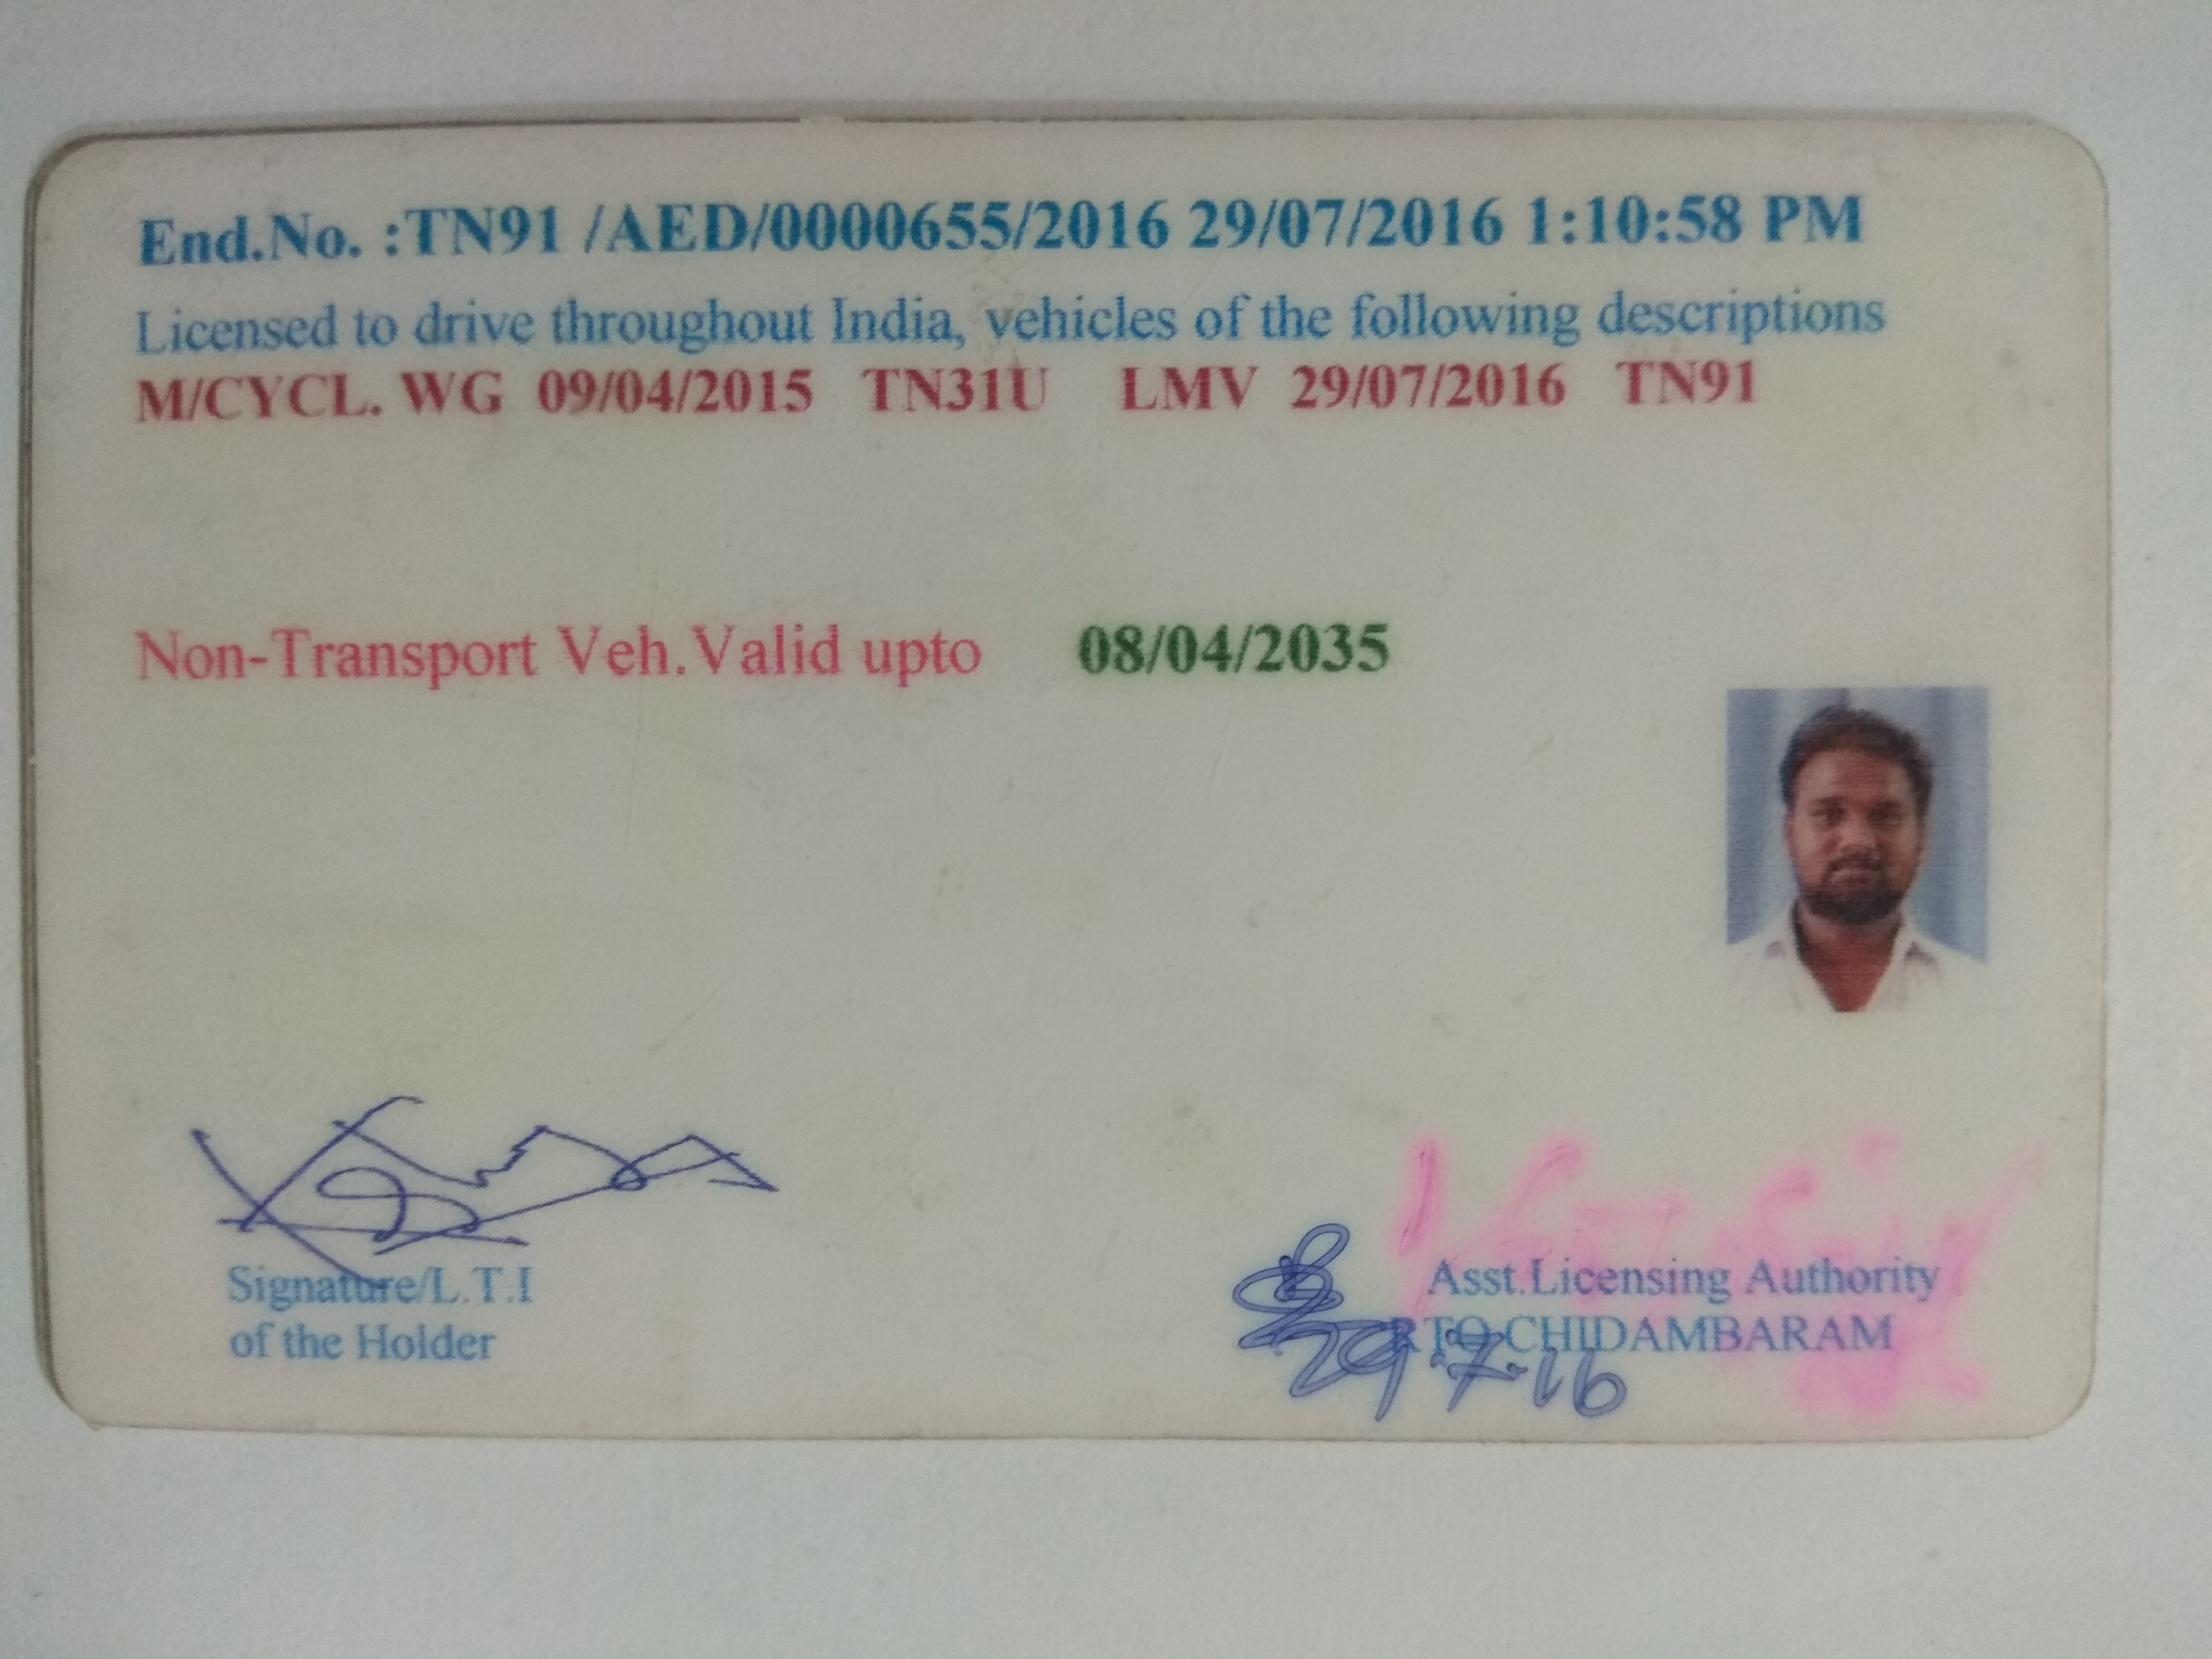 End.No. :TN91 /AED/0000655/2016 29/07/2016 1:10:58 PM
Licensed to drive throughout India, vehicles of the following descriptions
M/CYCL. WG 09/04/2015 TN31U LMV 29/07/2016 TN91
Non-Transport Veh.Valid upto 08/04/2035
Signature/L.T.I
of the Holder
Asst.Licensing Authority
RTO CHIDAMBARAM
29-7-16